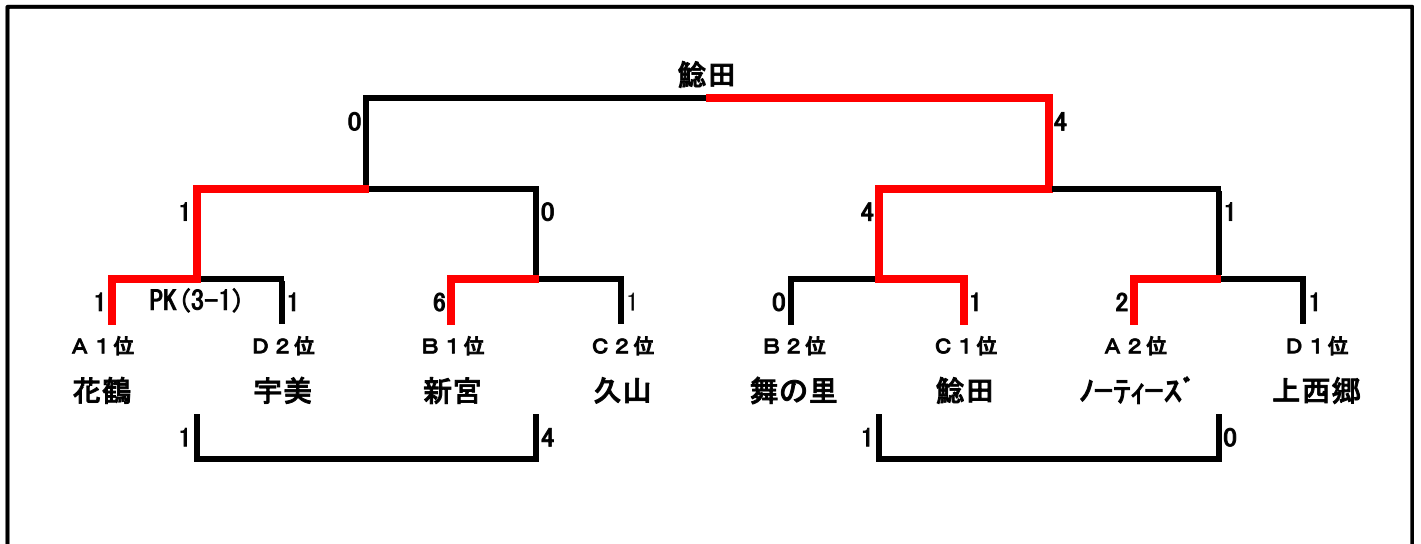 鯰田
0 4
1 0 4 1
1 PK(3-1) 1 6 1 0 1 2 1
A1位 D2位 B1位 C2位 B2位 C1位 A2位 D1位
花鶴 宇美 新宮 久山 舞の里 鯰田 ノーティーズ 上西郷
1 4 1 0